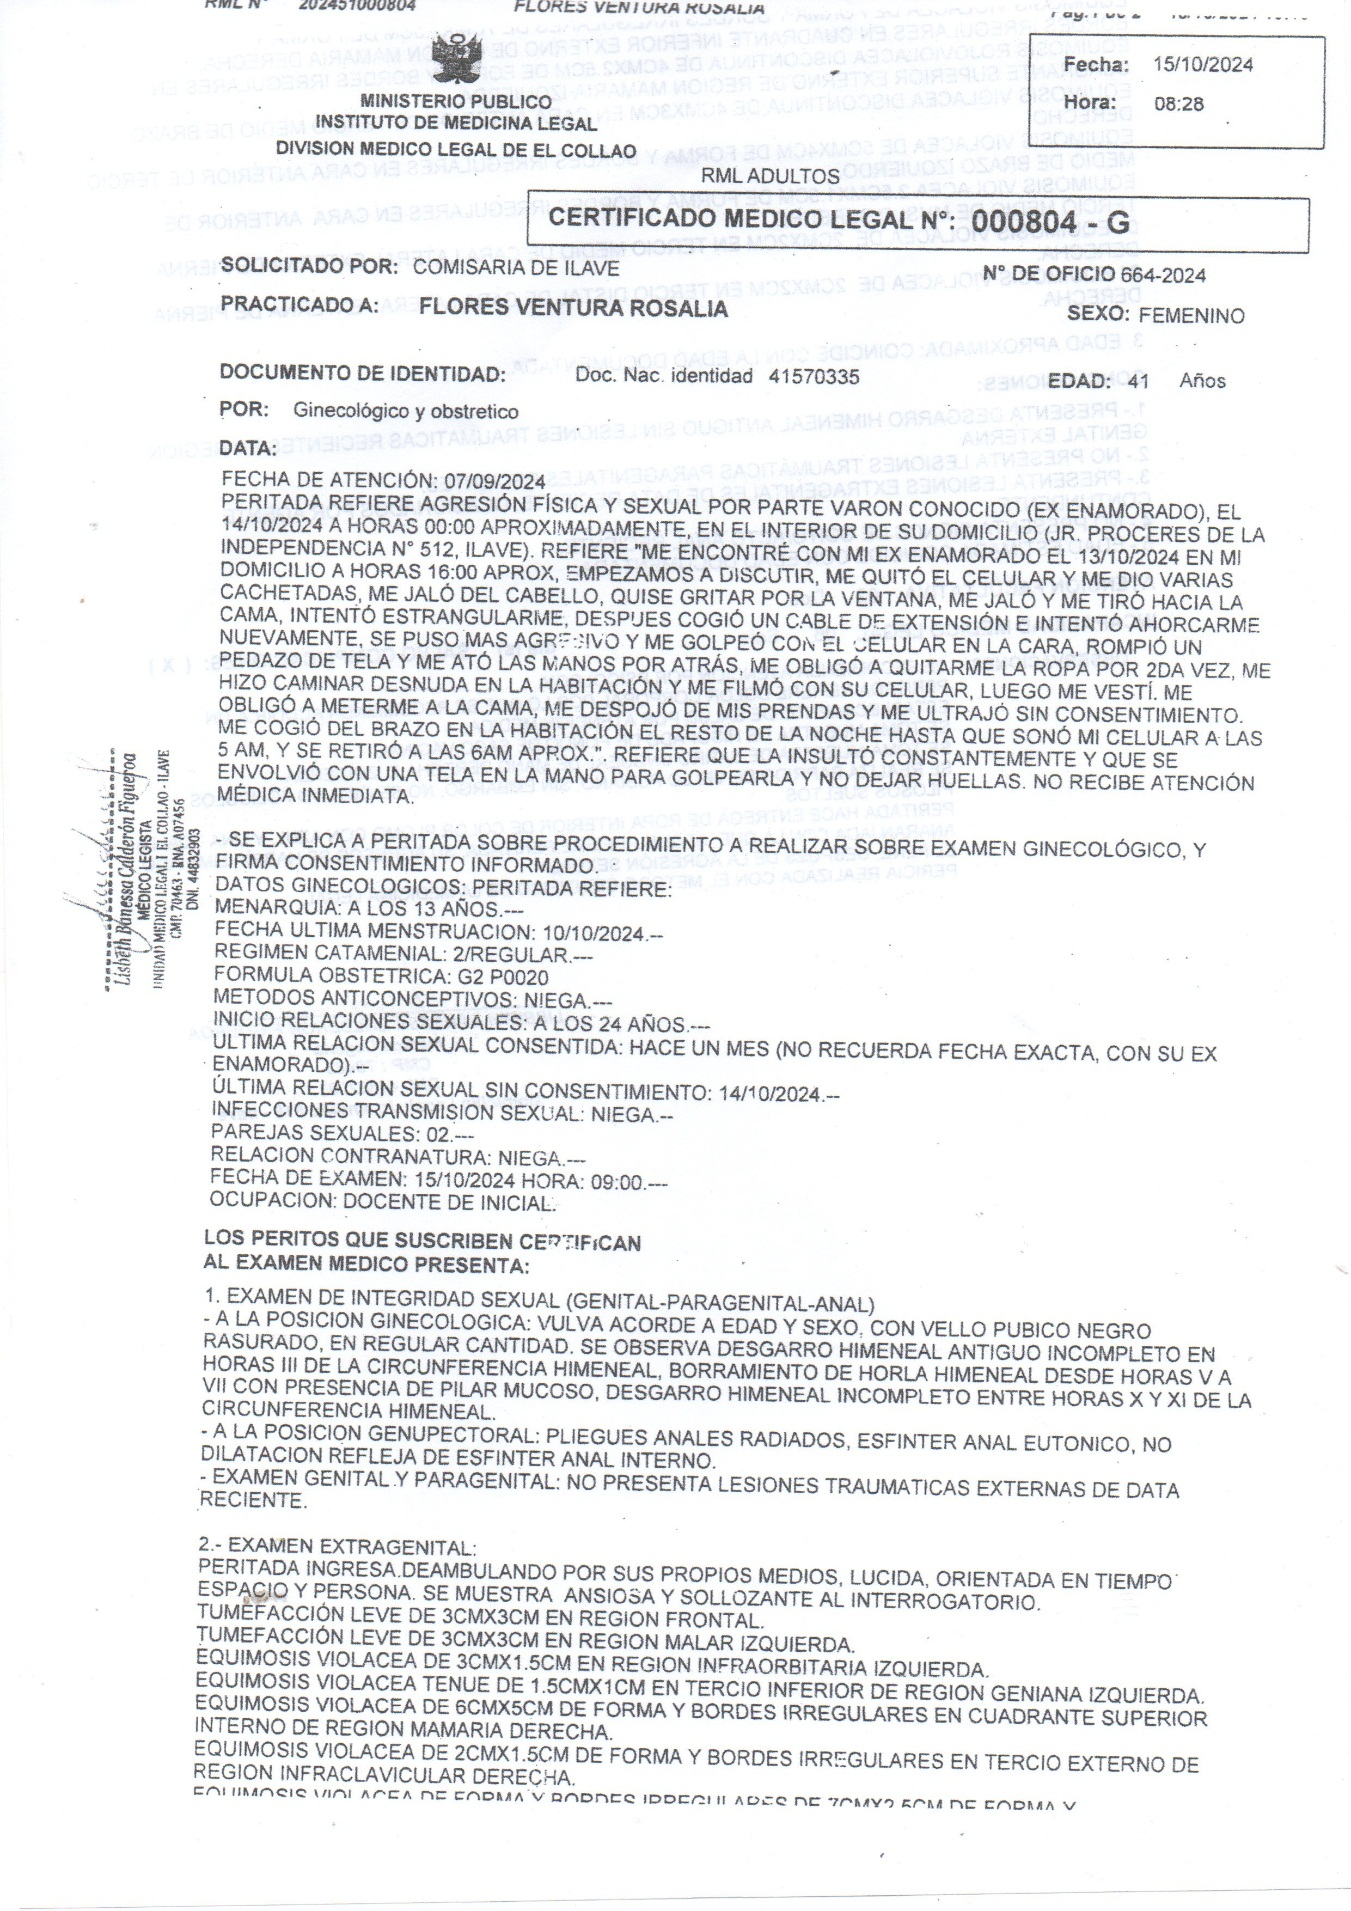 RML N° 202451000804 FLORES VENTURA ROSALIA
Fecha: 15/10/2024
Hora: 08:28
MINISTERIO PUBLICO
INSTITUTO DE MEDICINA LEGAL
DIVISION MEDICO LEGAL DE EL COLLAO
RML ADULTOS
CERTIFICADO MEDICO LEGAL N°: 000804 - G
SOLICITADO POR: COMISARIA DE ILAVE N° DE OFICIO 664-2024
PRACTICADO A: FLORES VENTURA ROSALIA SEXO: FEMENINO
DOCUMENTO DE IDENTIDAD: Doc. Nac. identidad 41570335 EDAD: 41 Años
POR: Ginecológico y obstretico
DATA:
FECHA DE ATENCIÓN: 07/09/2024
PERITADA REFIERE AGRESIÓN FÍSICA Y SEXUAL POR PARTE VARON CONOCIDO (EX ENAMORADO), EL
14/10/2024 A HORAS 00:00 APROXIMADAMENTE, EN EL INTERIOR DE SU DOMICILIO (JR. PROCERES DE LA
INDEPENDENCIA N° 512, ILAVE). REFIERE "ME ENCONTRÉ CON MI EX ENAMORADO EL 13/10/2024 EN MI
DOMICILIO A HORAS 16:00 APROX, EMPEZAMOS A DISCUTIR, ME QUITÓ EL CELULAR Y ME DIO VARIAS
CACHETADAS, ME JALÓ DEL CABELLO, QUISE GRITAR POR LA VENTANA, ME JALÓ Y ME TIRÓ HACIA LA
CAMA, INTENTÓ ESTRANGULARME, DESPUES COGIÓ UN CABLE DE EXTENSIÓN E INTENTÓ AHORCARME
NUEVAMENTE, SE PUSO MAS AGRESIVO Y ME GOLPEÓ CON EL CELULAR EN LA CARA, ROMPIÓ UN
PEDAZO DE TELA Y ME ATÓ LAS MANOS POR ATRÁS, ME OBLIGÓ A QUITARME LA ROPA POR 2DA VEZ, ME
HIZO CAMINAR DESNUDA EN LA HABITACIÓN Y ME FILMÓ CON SU CELULAR, LUEGO ME VESTÍ. ME
OBLIGÓ A METERME A LA CAMA, ME DESPOJÓ DE MIS PRENDAS Y ME ULTRAJÓ SIN CONSENTIMIENTO.
ME COGIÓ DEL BRAZO EN LA HABITACIÓN EL RESTO DE LA NOCHE HASTA QUE SONÓ MI CELULAR A LAS
5 AM, Y SE RETIRÓ A LAS 6AM APROX.". REFIERE QUE LA INSULTÓ CONSTANTEMENTE Y QUE SE
ENVOLVIÓ CON UNA TELA EN LA MANO PARA GOLPEARLA Y NO DEJAR HUELLAS. NO RECIBE ATENCIÓN
MÉDICA INMEDIATA.
- SE EXPLICA A PERITADA SOBRE PROCEDIMIENTO A REALIZAR SOBRE EXAMEN GINECOLÓGICO, Y
FIRMA CONSENTIMIENTO INFORMADO.
DATOS GINECOLOGICOS: PERITADA REFIERE:
MENARQUIA: A LOS 13 AÑOS.---
FECHA ULTIMA MENSTRUACION: 10/10/2024.--
REGIMEN CATAMENIAL: 2/REGULAR.---
FORMULA OBSTETRICA: G2 P0020
METODOS ANTICONCEPTIVOS: NIEGA.---
INICIO RELACIONES SEXUALES: A LOS 24 AÑOS.---
ULTIMA RELACION SEXUAL CONSENTIDA: HACE UN MES (NO RECUERDA FECHA EXACTA, CON SU EX
ENAMORADO).--
ÚLTIMA RELACION SEXUAL SIN CONSENTIMIENTO: 14/10/2024.--
INFECCIONES TRANSMISION SEXUAL: NIEGA.--
PAREJAS SEXUALES: 02.---
RELACION CONTRANATURA: NIEGA.---
FECHA DE EXAMEN: 15/10/2024 HORA: 09:00.---
OCUPACION: DOCENTE DE INICIAL.
Lisbeth Banessa Calderón Figueroa
MÉDICO LEGISTA
UNIDAD MEDICO LEGAL I EL COLLAO - ILAVE
CMP. 70463 - RNA. A07456
DNI. 44832903
LOS PERITOS QUE SUSCRIBEN CERTIFICAN
AL EXAMEN MEDICO PRESENTA:
1. EXAMEN DE INTEGRIDAD SEXUAL (GENITAL-PARAGENITAL-ANAL)
- A LA POSICION GINECOLOGICA: VULVA ACORDE A EDAD Y SEXO, CON VELLO PUBICO NEGRO
RASURADO, EN REGULAR CANTIDAD. SE OBSERVA DESGARRO HIMENEAL ANTIGUO INCOMPLETO EN
HORAS III DE LA CIRCUNFERENCIA HIMENEAL, BORRAMIENTO DE HORLA HIMENEAL DESDE HORAS V A
VII CON PRESENCIA DE PILAR MUCOSO, DESGARRO HIMENEAL INCOMPLETO ENTRE HORAS X Y XI DE LA
CIRCUNFERENCIA HIMENEAL.
- A LA POSICION GENUPECTORAL: PLIEGUES ANALES RADIADOS, ESFINTER ANAL EUTONICO, NO
DILATACION REFLEJA DE ESFINTER ANAL INTERNO.
- EXAMEN GENITAL Y PARAGENITAL: NO PRESENTA LESIONES TRAUMATICAS EXTERNAS DE DATA
RECIENTE.
2.- EXAMEN EXTRAGENITAL:
PERITADA INGRESA DEAMBULANDO POR SUS PROPIOS MEDIOS, LUCIDA, ORIENTADA EN TIEMPO
ESPACIO Y PERSONA. SE MUESTRA ANSIOSA Y SOLLOZANTE AL INTERROGATORIO.
TUMEFACCIÓN LEVE DE 3CMX3CM EN REGION FRONTAL.
TUMEFACCIÓN LEVE DE 3CMX3CM EN REGION MALAR IZQUIERDA.
EQUIMOSIS VIOLACEA DE 3CMX1.5CM EN REGION INFRAORBITARIA IZQUIERDA.
EQUIMOSIS VIOLACEA TENUE DE 1.5CMX1CM EN TERCIO INFERIOR DE REGION GENIANA IZQUIERDA.
EQUIMOSIS VIOLACEA DE 6CMX5CM DE FORMA Y BORDES IRREGULARES EN CUADRANTE SUPERIOR
INTERNO DE REGION MAMARIA DERECHA.
EQUIMOSIS VIOLACEA DE 2CMX1.5CM DE FORMA Y BORDES IRREGULARES EN TERCIO EXTERNO DE
REGION INFRACLAVICULAR DERECHA.
EQUIMOSIS VIOLACEA DE FORMA Y BORDES IRREGULARES DE 7CMX2.5CM DE FORMA Y